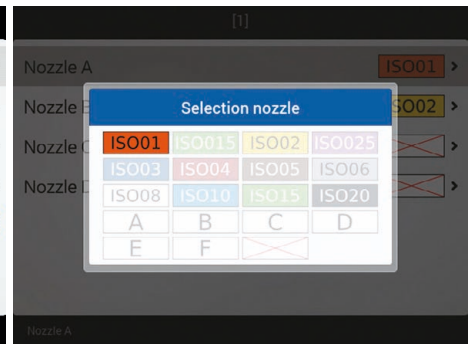 [1]
Nozzle A ISO01 >
Selection nozzle
Nozzle B ISO02 >
ISO01 ISO015 ISO02 ISO025
Nozzle C >
ISO03 ISO04 ISO05 ISO06
Nozzle D >
ISO08 ISO10 ISO15 ISO20
A B C D
E F
Nozzle A